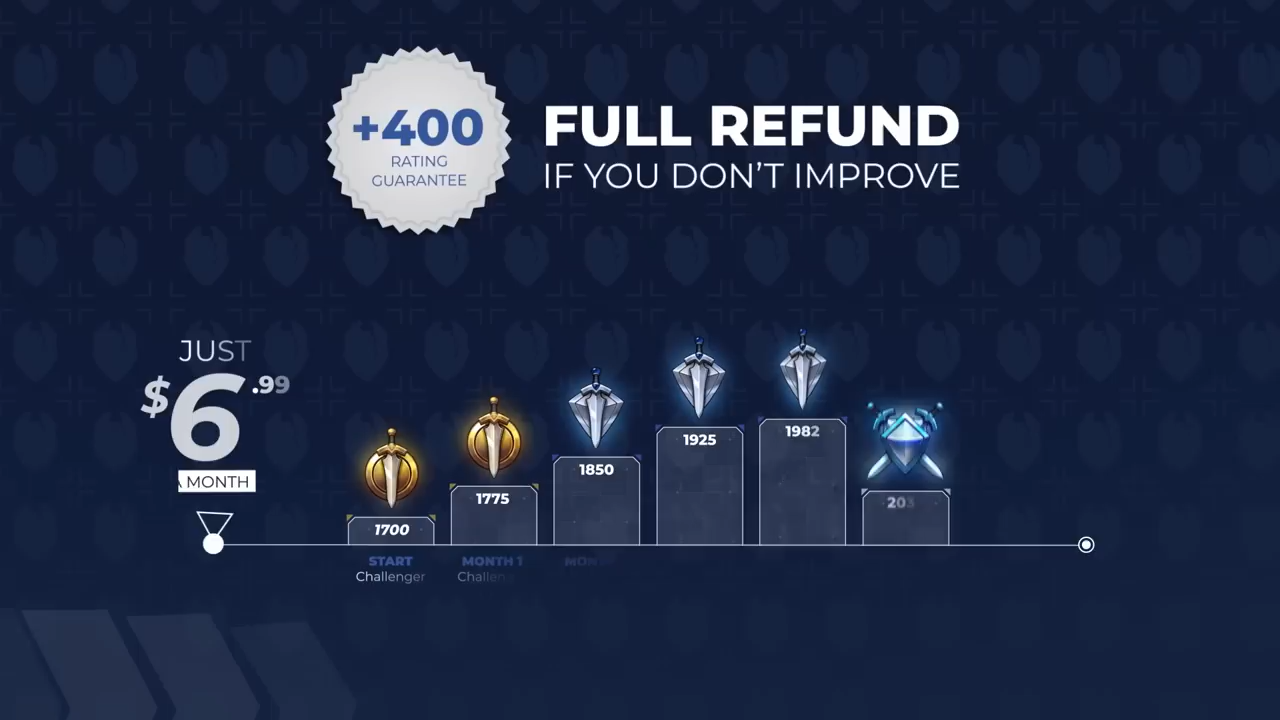 +400
RATING
GUARANTEE
FULL REFUND
IF YOU DON'T IMPROVE
JUST
$6.99
MONTH
1700
1775
1850
1925
1982
START
MONTH 1
Challenger